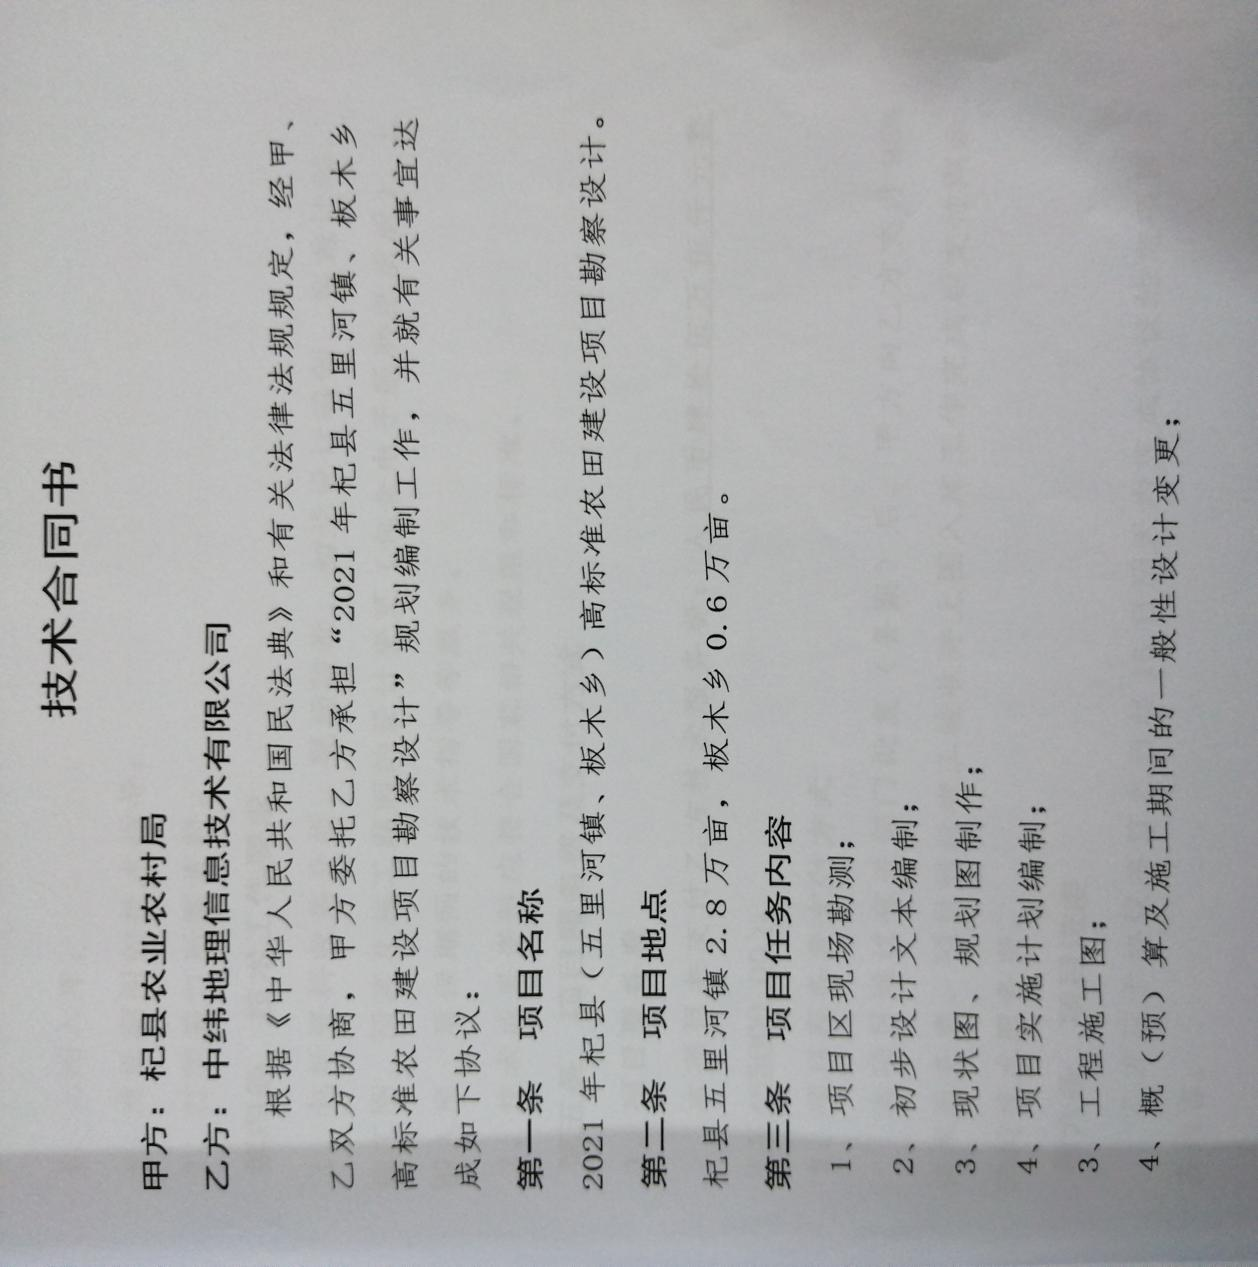 技术合同书
甲方：杞县农业农村局
乙方：中纬地理信息技术有限公司
根据《中华人民共和国民法典》和有关法律法规规定，经甲、
乙双方协商，甲方委托乙方承担“2021 年杞县五里河镇、板木乡
高标准农田建设项目勘察设计”规划编制工作，并就有关事宜达
成如下协议：
第一条 项目名称
2021 年杞县（五里河镇、板木乡）高标准农田建设项目勘察设计。
第二条 项目地点
杞县五里河镇 2.8 万亩，板木乡 0.6 万亩。
第三条 项目任务内容
1、项目区现场勘测；
2、初步设计文本编制；
3、现状图、规划图制作；
4、项目实施计划编制；
3、工程施工图；
4、概（预）算及施工期间的一般性设计变更；